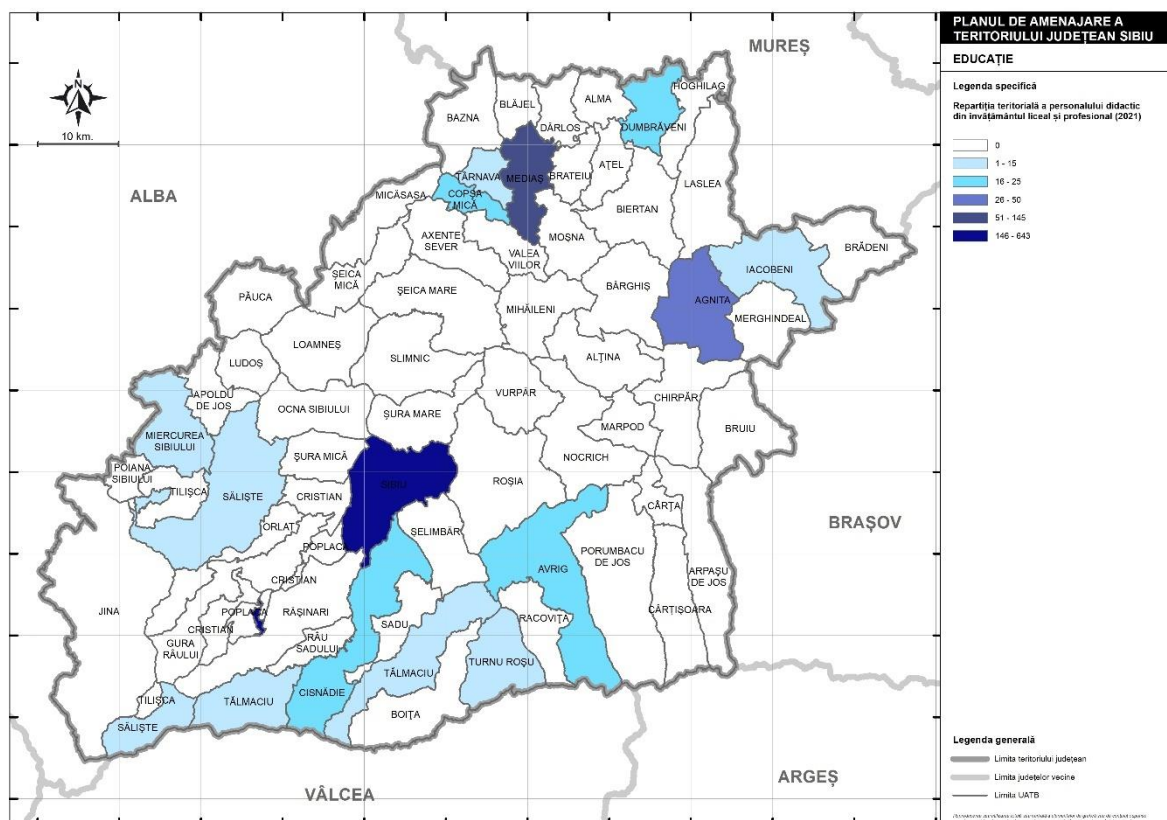 PLANUL DE AMENAJARE A
TERITORIULUI JUDEȚEAN SIBIU
EDUCAȚIE
Legenda specifică
Repartiția teritorială a personalului didactic
din învățământul liceal și profesional (2021)
0
1 - 15
16 - 25
26 - 50
51 - 145
146 - 643
Legenda generală
Limita teritoriului județean
Limita județelor vecine
Limita UATB
N
10 km.
MUREȘ
ALBA
BRAȘOV
ARGEȘ
VÂLCEA
HOGHILAG
ALMA
BLĂJEL
BAZNA
DÂRLOS
DUMBRĂVENI
AȚEL
TÂRNAVA
MEDIAȘ
BRATEIU
LASLEA
MICĂSASA
COPȘA
MICĂ
BIERTAN
AXENTE
SEVER
MOȘNA
BRĂDENI
VALEA
VIILOR
IACOBENI
ȘEICA
MICĂ
BÂRGHIȘ
PĂUCA
ȘEICA MARE
AGNITA
MIHĂILENI
MERGHINDEAL
LOAMNEȘ
SLIMNIC
ALȚINA
LUDOȘ
APOLDU
DE JOS
VURPĂR
CHIRPĂR
OCNA SIBIULUI
ȘURA MARE
MARPOD
BRUIU
MIERCUREA
SIBIULUI
ȘURA MICĂ
NOCRICH
POIANA
SIBIULUI
TILIȘCA
SĂLIȘTE
CRISTIAN
SIBIU
ROȘIA
CÂRȚA
ORLAT
ȘELIMBĂR
POPLACA
PORUMBACU
DE JOS
AVRIG
ARPAȘU
DE JOS
CRISTIAN
JINA
POPLACA
RĂȘINARI
CÂRȚIȘOARA
CRISTIAN
SADU
RACOVIȚA
GURA
RÂULUI
RÂU
SADULUI
TĂLMACIU
TURNU ROȘU
TILIȘCA
TĂLMACIU
CISNĂDIE
BOIȚA
SĂLIȘTE